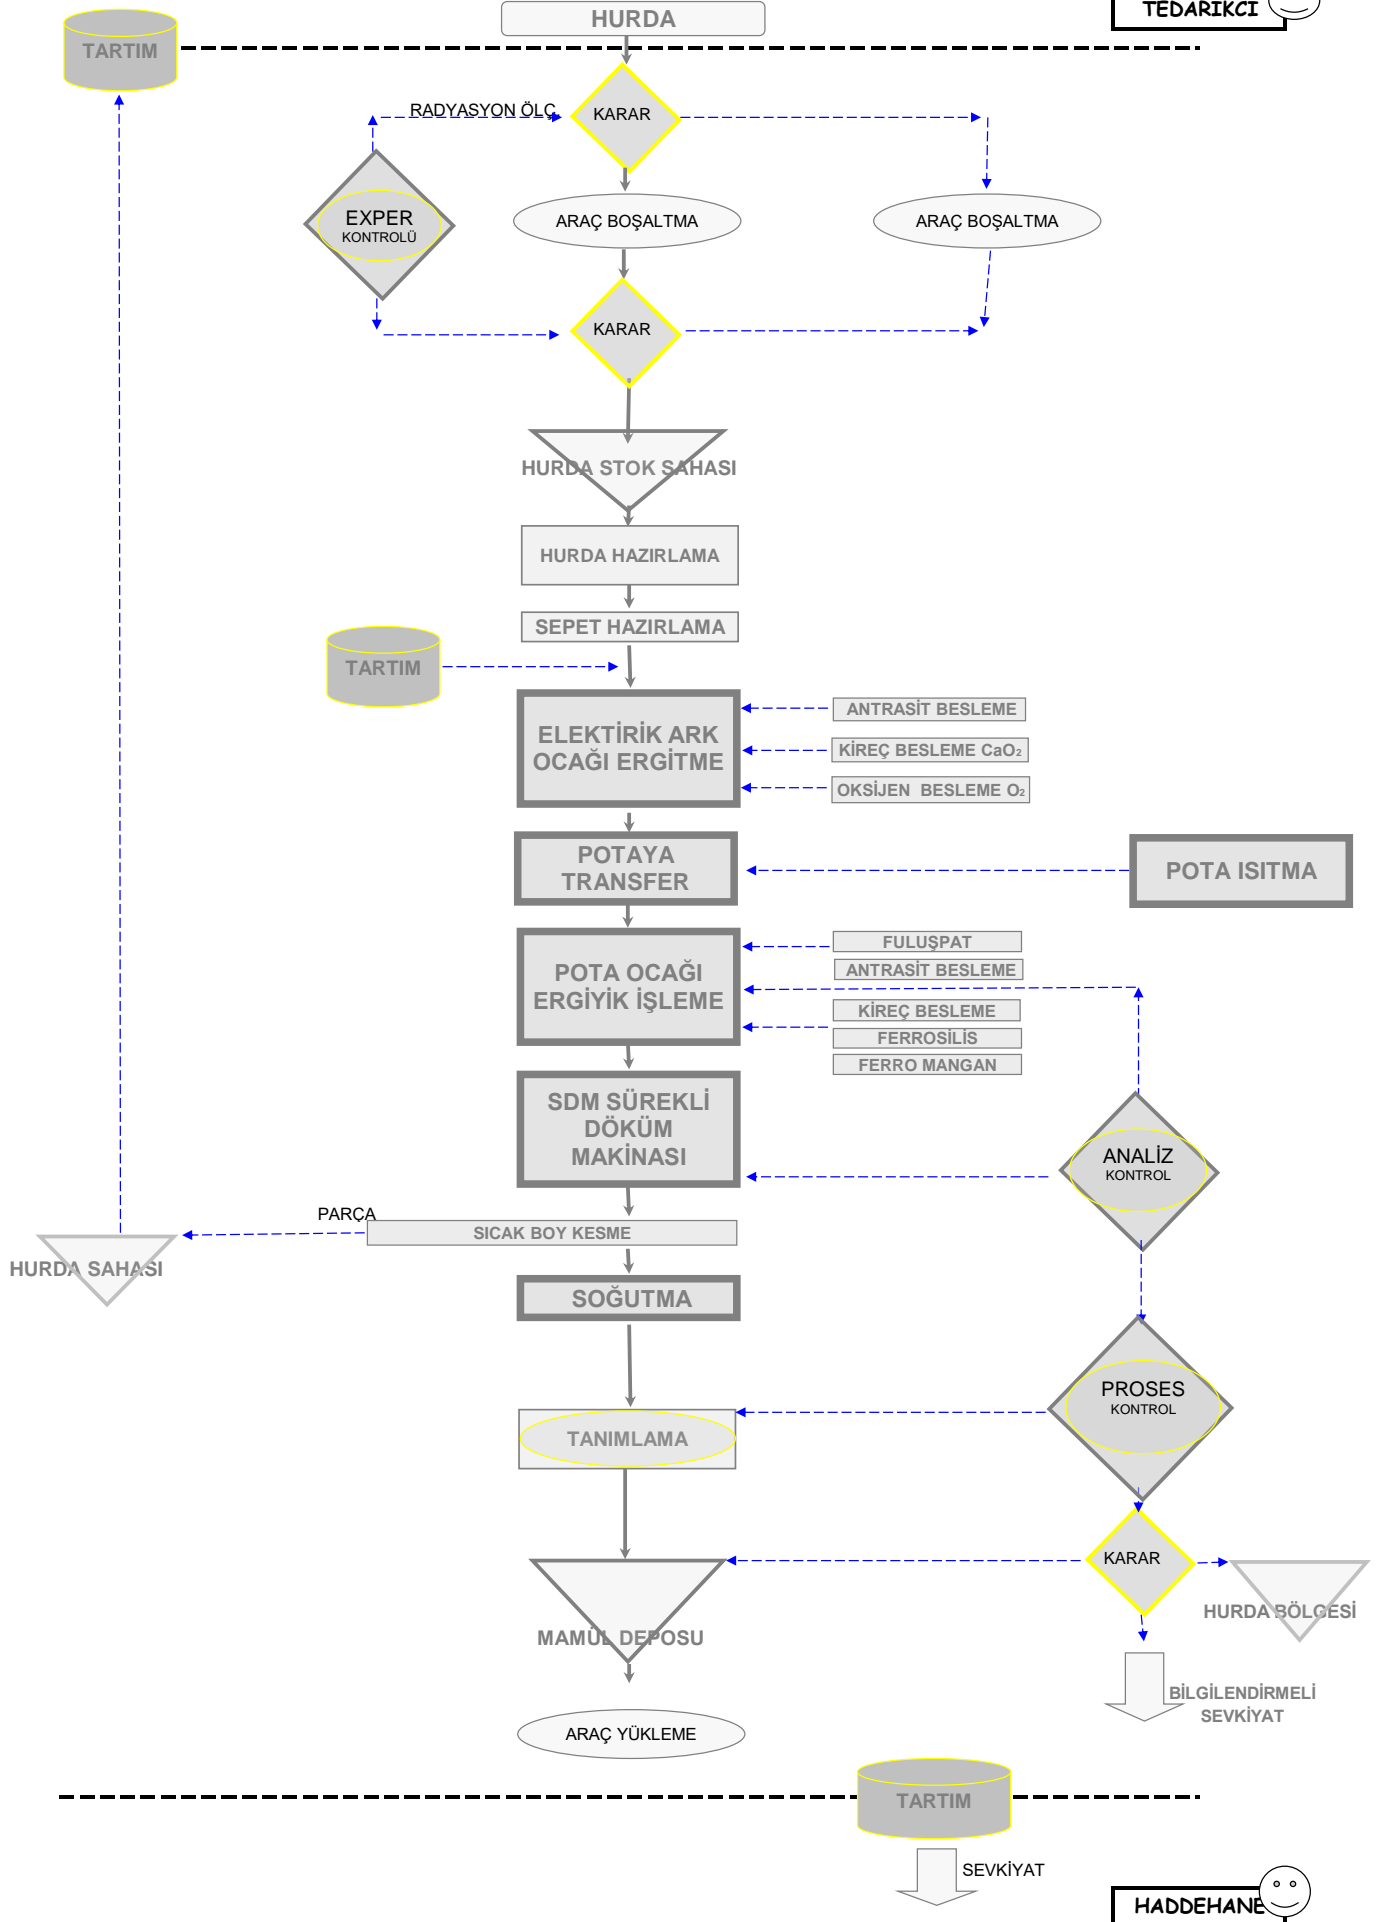 TEDARİKCİ
HURDA
TARTIM
RADYASYON ÖLÇ.
KARAR
EXPER
KONTROLÜ
ARAÇ BOŞALTMA
ARAÇ BOŞALTMA
KARAR
HURDA STOK SAHASI
HURDA HAZIRLAMA
SEPET HAZIRLAMA
TARTIM
ELEKTİRİK ARK
OCAĞI ERGİTME
ANTRASİT BESLEME
KİREÇ BESLEME CaO₂
OKSİJEN BESLEME O₂
POTAYA
TRANSFER
POTA ISITMA
POTA OCAĞI
ERGİYİK İŞLEME
FULUŞPAT
ANTRASİT BESLEME
KİREÇ BESLEME
FERROSİLİS
FERRO MANGAN
SDM SÜREKLİ
DÖKÜM
MAKİNASI
ANALİZ
KONTROL
PARÇA
SICAK BOY KESME
HURDA SAHASI
SOĞUTMA
PROSES
KONTROL
TANIMLAMA
KARAR
HURDA BÖLGESİ
MAMÜL DEPOSU
BİLGİLENDİRMELİ
SEVKİYAT
ARAÇ YÜKLEME
TARTIM
SEVKİYAT
HADDEHANE